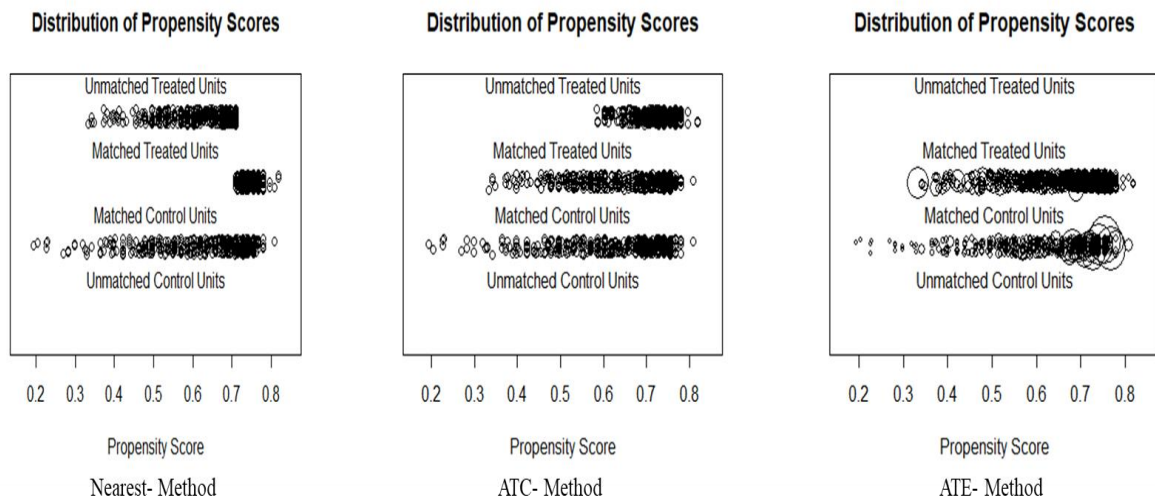 Distribution of Propensity Scores
Unmatched Treated Units
Matched Treated Units
Matched Control Units
Unmatched Control Units
0.2 0.3 0.4 0.5 0.6 0.7 0.8
Propensity Score
Nearest- Method
Distribution of Propensity Scores
Unmatched Treated Units
Matched Treated Units
Matched Control Units
Unmatched Control Units
0.2 0.3 0.4 0.5 0.6 0.7 0.8
Propensity Score
ATC- Method
Distribution of Propensity Scores
Unmatched Treated Units
Matched Treated Units
Matched Control Units
Unmatched Control Units
0.2 0.3 0.4 0.5 0.6 0.7 0.8
Propensity Score
ATE- Method